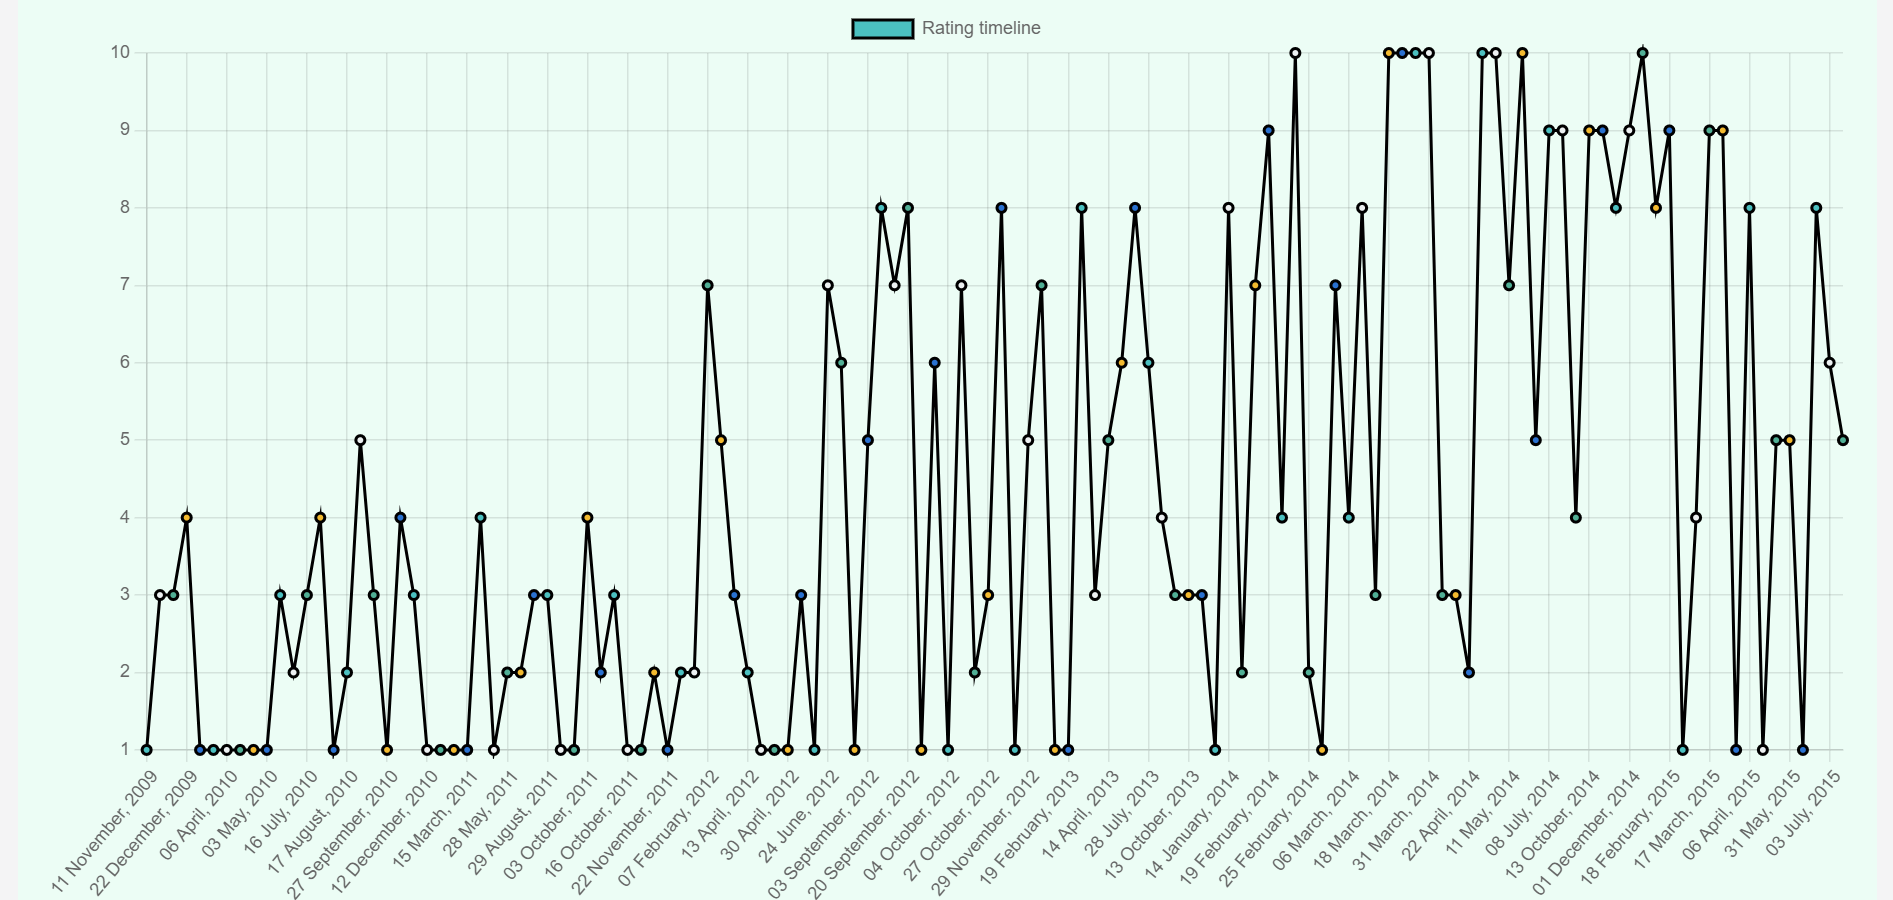 Rating timeline
10
9
8
7
6
5
4
3
2
1
11 November, 2009
22 December, 2009
06 April, 2010
03 May, 2010
16 July, 2010
17 August, 2010
27 September, 2010
12 December, 2010
15 March, 2011
28 May, 2011
29 August, 2011
03 October, 2011
16 October, 2011
22 November, 2011
07 February, 2012
13 April, 2012
30 April, 2012
24 June, 2012
03 September, 2012
20 September, 2012
04 October, 2012
27 October, 2012
29 November, 2012
19 February, 2013
14 April, 2013
28 July, 2013
13 October, 2013
14 January, 2014
19 February, 2014
25 February, 2014
06 March, 2014
18 March, 2014
31 March, 2014
22 April, 2014
11 May, 2014
08 July, 2014
13 October, 2014
01 December, 2014
18 February, 2015
17 March, 2015
06 April, 2015
31 May, 2015
03 July, 2015